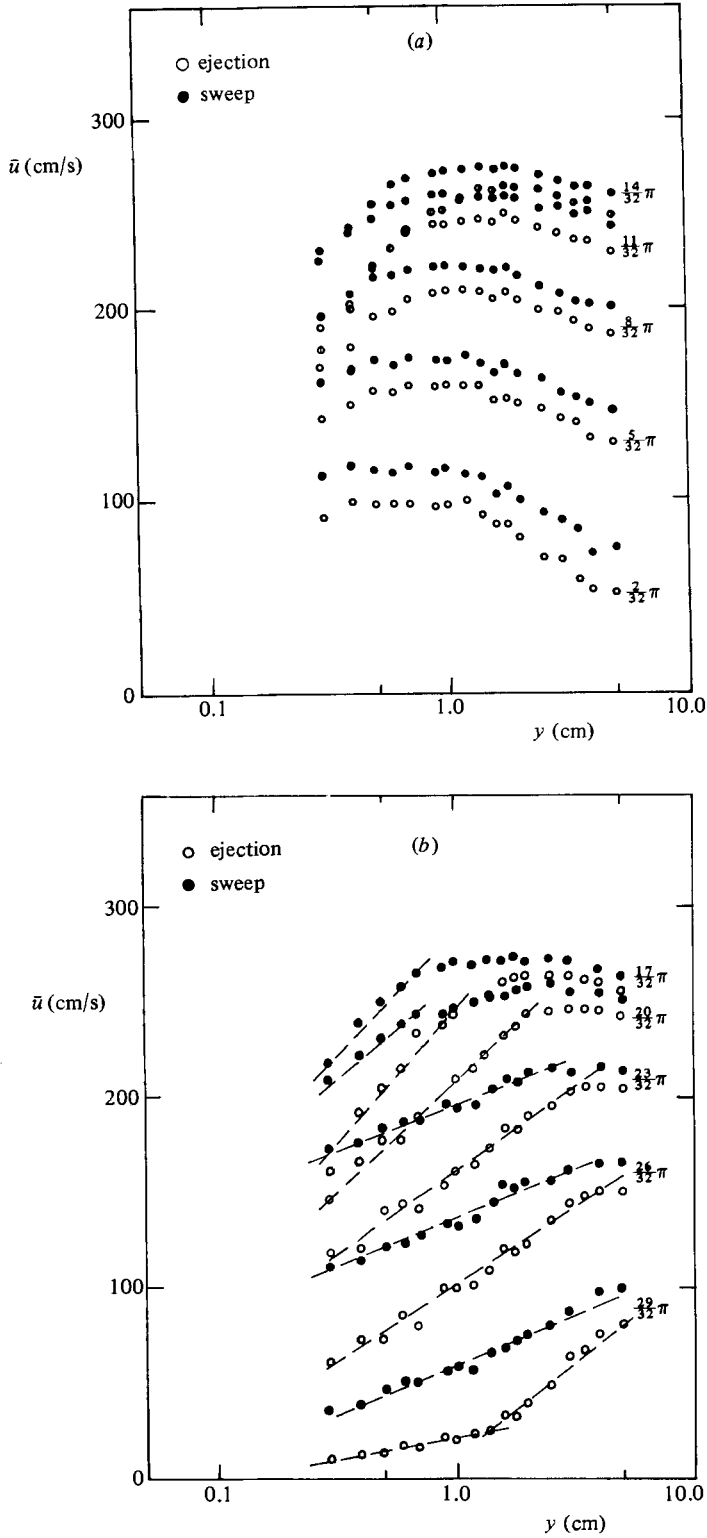 (a)
ejection
sweep
300
ū (cm/s)
14/32 π
11/32 π
200
8/32 π
5/32 π
100
2/32 π
0
0.1
1.0
10.0
y (cm)
(b)
ejection
sweep
300
17/32 π
ū (cm/s)
20/32 π
200
23/32 π
26/32 π
100
29/32 π
0
0.1
1.0
10.0
y (cm)